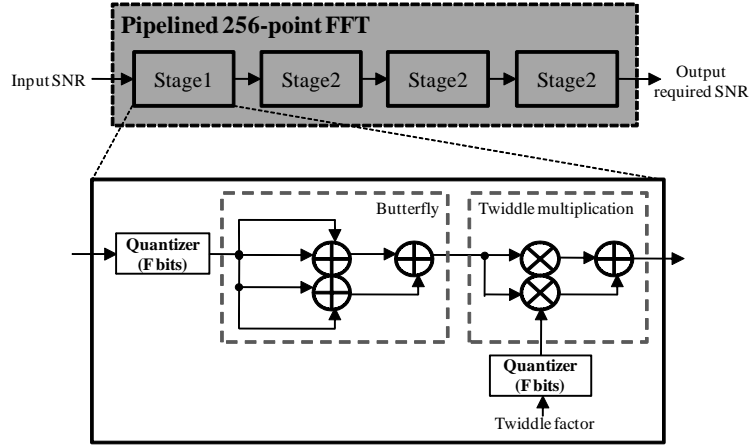 Pipelined 256-point FFT
Input SNR
Stage1
Stage2
Stage2
Stage2
Output
required SNR
Butterfly
Twiddle multiplication
Quantizer
(F bits)
Quantizer
(F bits)
Twiddle factor